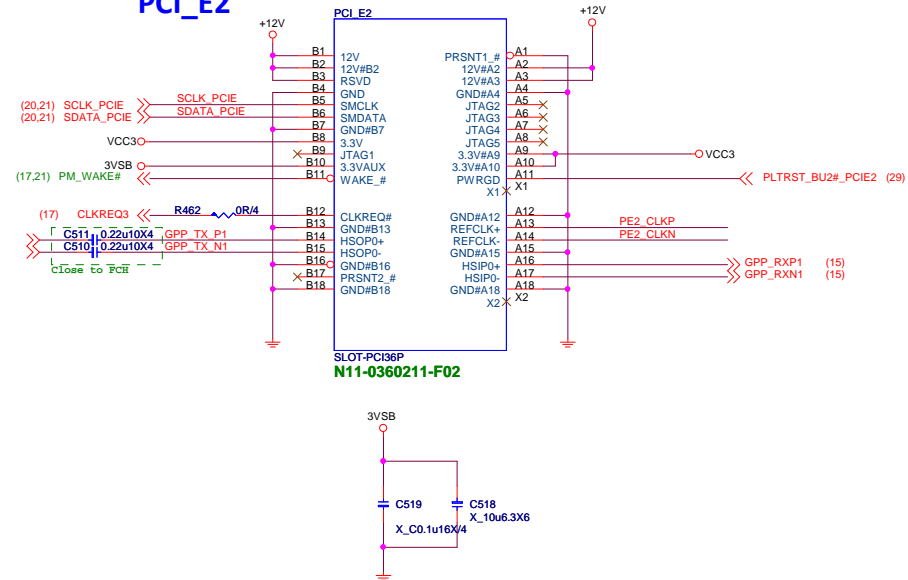 PCI_E2
+12V
PCI_E2
+12V
B1 12V
B2 12V#B2
B3 RSVD
B4 GND
B5 SMCLK
B6 SMDATA
B7 GND#B7
B8 3.3V
B9 JTAG1
B10 3.3VAUX
B11 WAKE_#
B12 CLKREQ#
B13 GND#B13
B14 HSOP0+
B15 HSOP0-
B16 GND#B16
B17 PRSNT2_#
B18 GND#B18
PRSNT1_# A1
12V#A2 A2
12V#A3 A3
GND#A4 A4
JTAG2 A5
JTAG3 A6
JTAG4 A7
JTAG5 A8
3.3V#A9 A9
3.3V#A10 A10
PWRGD A11
X1 X1
GND#A12 A12
REFCLK+ A13
REFCLK- A14
GND#A15 A15
HSIP0+ A16
HSIP0- A17
GND#A18 A18
X2 X2
(20,21) SCLK_PCIE SCLK_PCIE
(20,21) SDATA_PCIE SDATA_PCIE
VCC3
3VSB
(17,21) PM_WAKE#
(17) CLKREQ3 R462 0R/4
C511 0.22u10X4 GPP_TX_P1
C510 0.22u10X4 GPP_TX_N1
Close to PCH
VCC3
PLTRST_BU2#_PCIE2 (29)
PE2_CLKP
PE2_CLKN
GPP_RXP1 (15)
GPP_RXN1 (15)
SLOT-PCI36P
N11-0360211-F02
3VSB
C519
X_C0.1u16X/4
C518
X_10u6.3X6